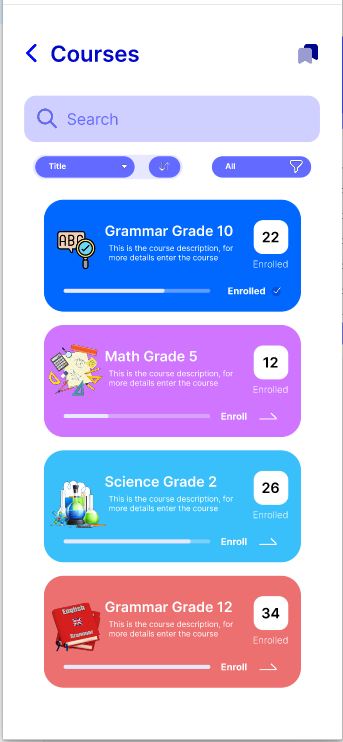 Courses
Search
Title
All
ABC
Grammar Grade 10
This is the course description, for
more details enter the course
22
Enrolled
Enrolled
Math Grade 5
This is the course description, for
more details enter the course
12
Enrolled
Enroll
Science Grade 2
This is the course description, for
more details enter the course
26
Enrolled
Enroll
English
Grammar
Grammar Grade 12
This is the course description, for
more details enter the course
34
Enrolled
Enroll